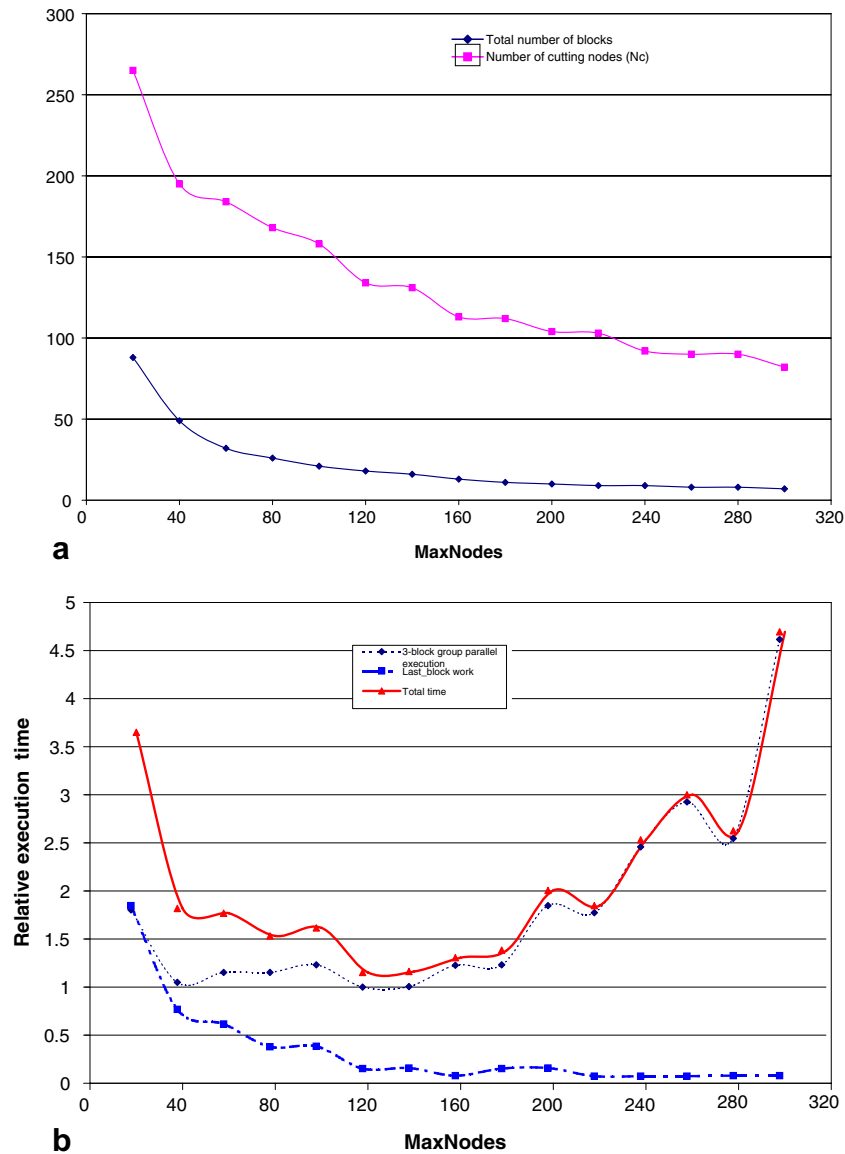 300
250
200
150
100
50
0
Total number of blocks
Number of cutting nodes (Nc)
0 40 80 120 160 200 240 280 320
a
MaxNodes
5
4.5
4
3.5
3
2.5
2
1.5
1
0.5
0
Relative execution time
3-block group parallel
execution
Last_block work
Total time
0 40 80 120 160 200 240 280 320
b
MaxNodes